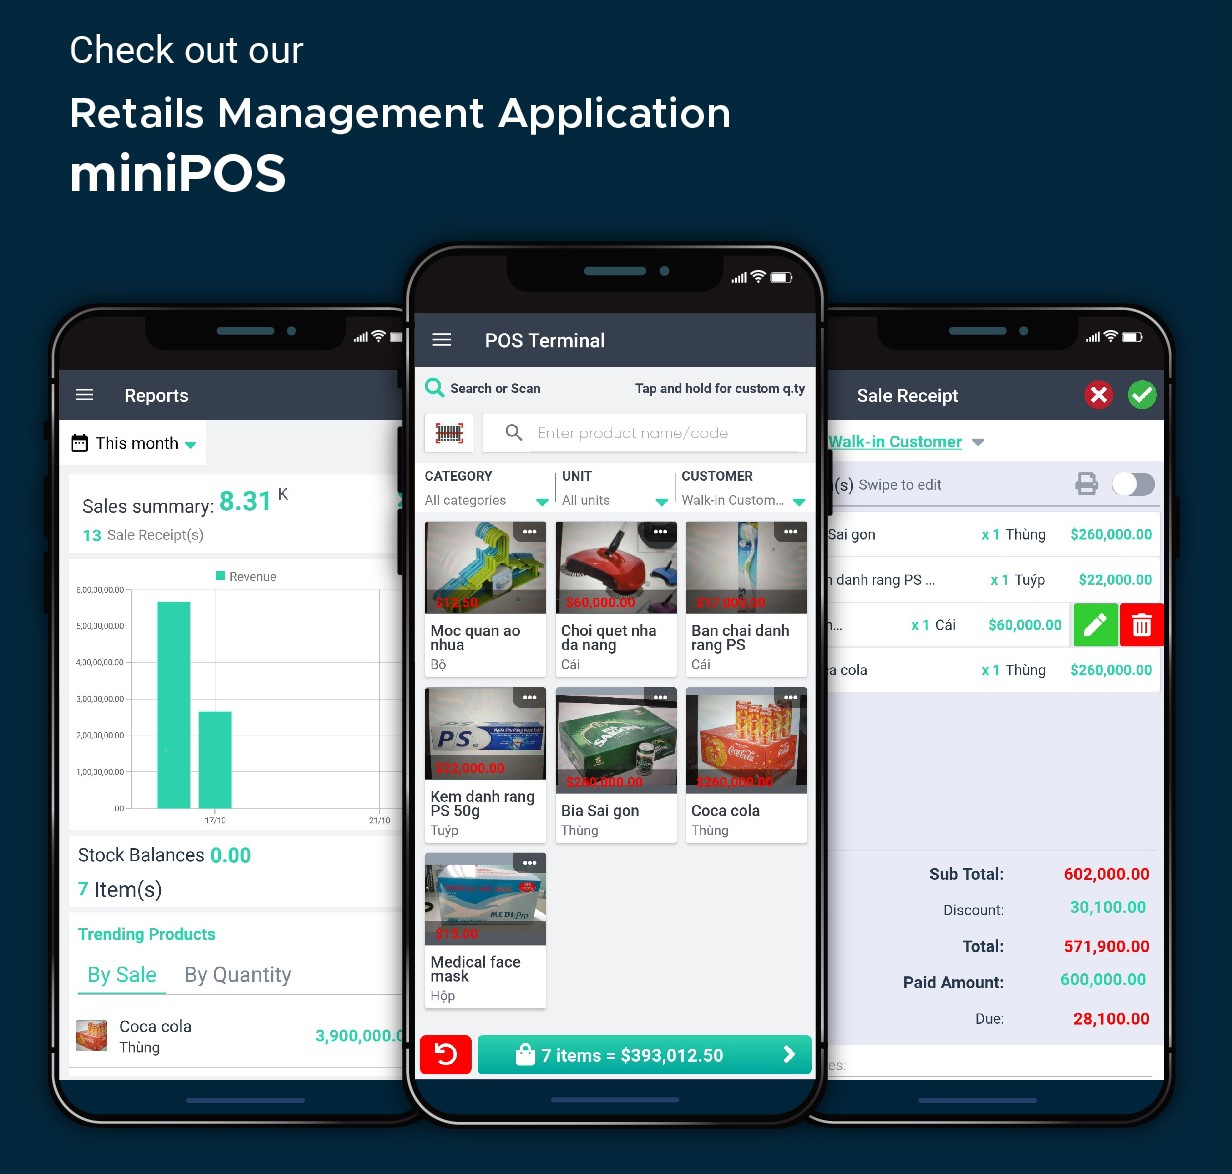 Check out our
Retails Management Application
miniPOS
Reports
This month
Sales summary: 8.31 K
13 Sale Receipt(s)
Revenue
6,00,00,00.00
5,00,00,00.00
4,00,00,00.00
3,00,00,00.00
2,00,00,00.00
1,00,00,00.00
.00
17/10
21/10
Stock Balances 0.00
7 Item(s)
Trending Products
By Sale By Quantity
Coca cola
Thùng
3,900,000.0
POS Terminal
Search or Scan Tap and hold for custom q.ty
Enter product name/code
CATEGORY UNIT CUSTOMER
All categories All units Walk-in Custom...
$12.50 $60,000.00 $12,000.00
Moc quan ao nhua
Bộ
Choi quet nha da nang
Cái
Ban chai danh rang PS
Cái
P/S
$22,000.00
Kem danh rang PS 50g
Tuýp
SAIGON
$260,000.00
Bia Sai gon
Thùng
Coca-Cola
$260,000.00
Coca cola
Thùng
MEDIPro
$15.00
Medical face mask
Hộp
7 items = $393,012.50
Sale Receipt
Walk-in Customer
(s) Swipe to edit
Sai gon x 1 Thùng $260,000.00
danh rang PS ... x 1 Tuýp $22,000.00
... x 1 Cái $60,000.00
ca cola x 1 Thùng $260,000.00
Sub Total: 602,000.00
Discount: 30,100.00
Total: 571,900.00
Paid Amount: 600,000.00
Due: 28,100.00
es: